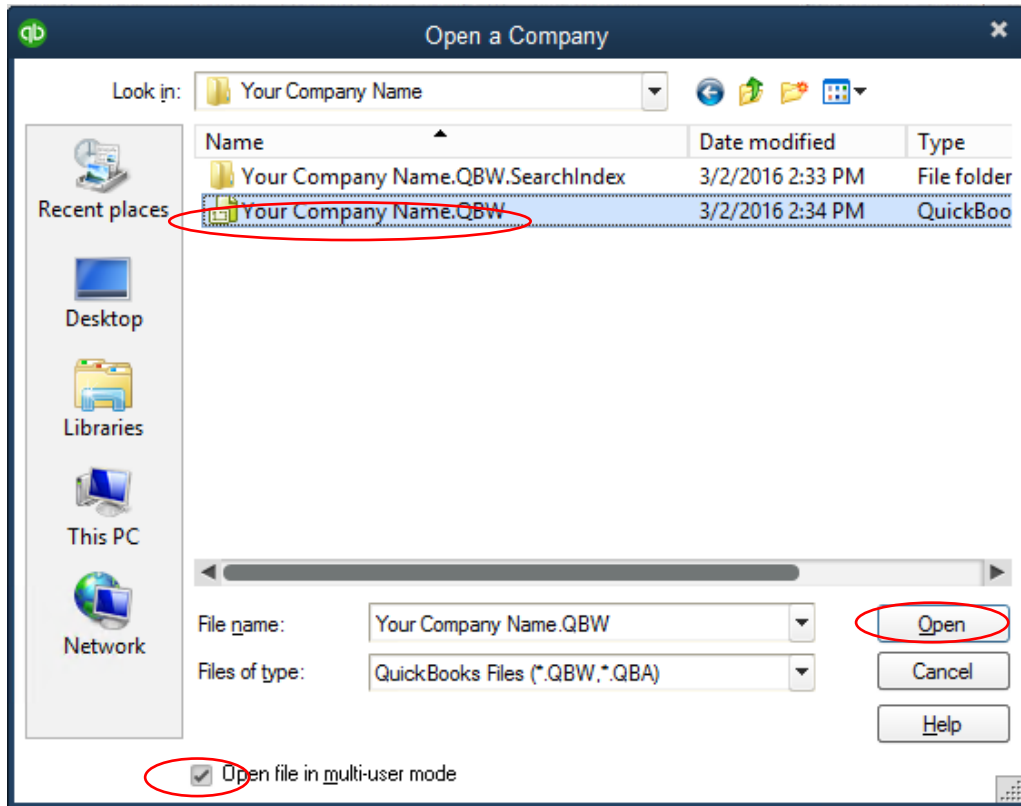 qb
Open a Company
Look in:
Your Company Name
Name Date modified Type
Your Company Name.QBW.SearchIndex 3/2/2016 2:33 PM File folder
Your Company Name.QBW 3/2/2016 2:34 PM QuickBoo
Recent places
Desktop
Libraries
This PC
Network
File name: Your Company Name.QBW Open
Files of type: QuickBooks Files (*.QBW,*.QBA) Cancel
Help
Open file in multi-user mode